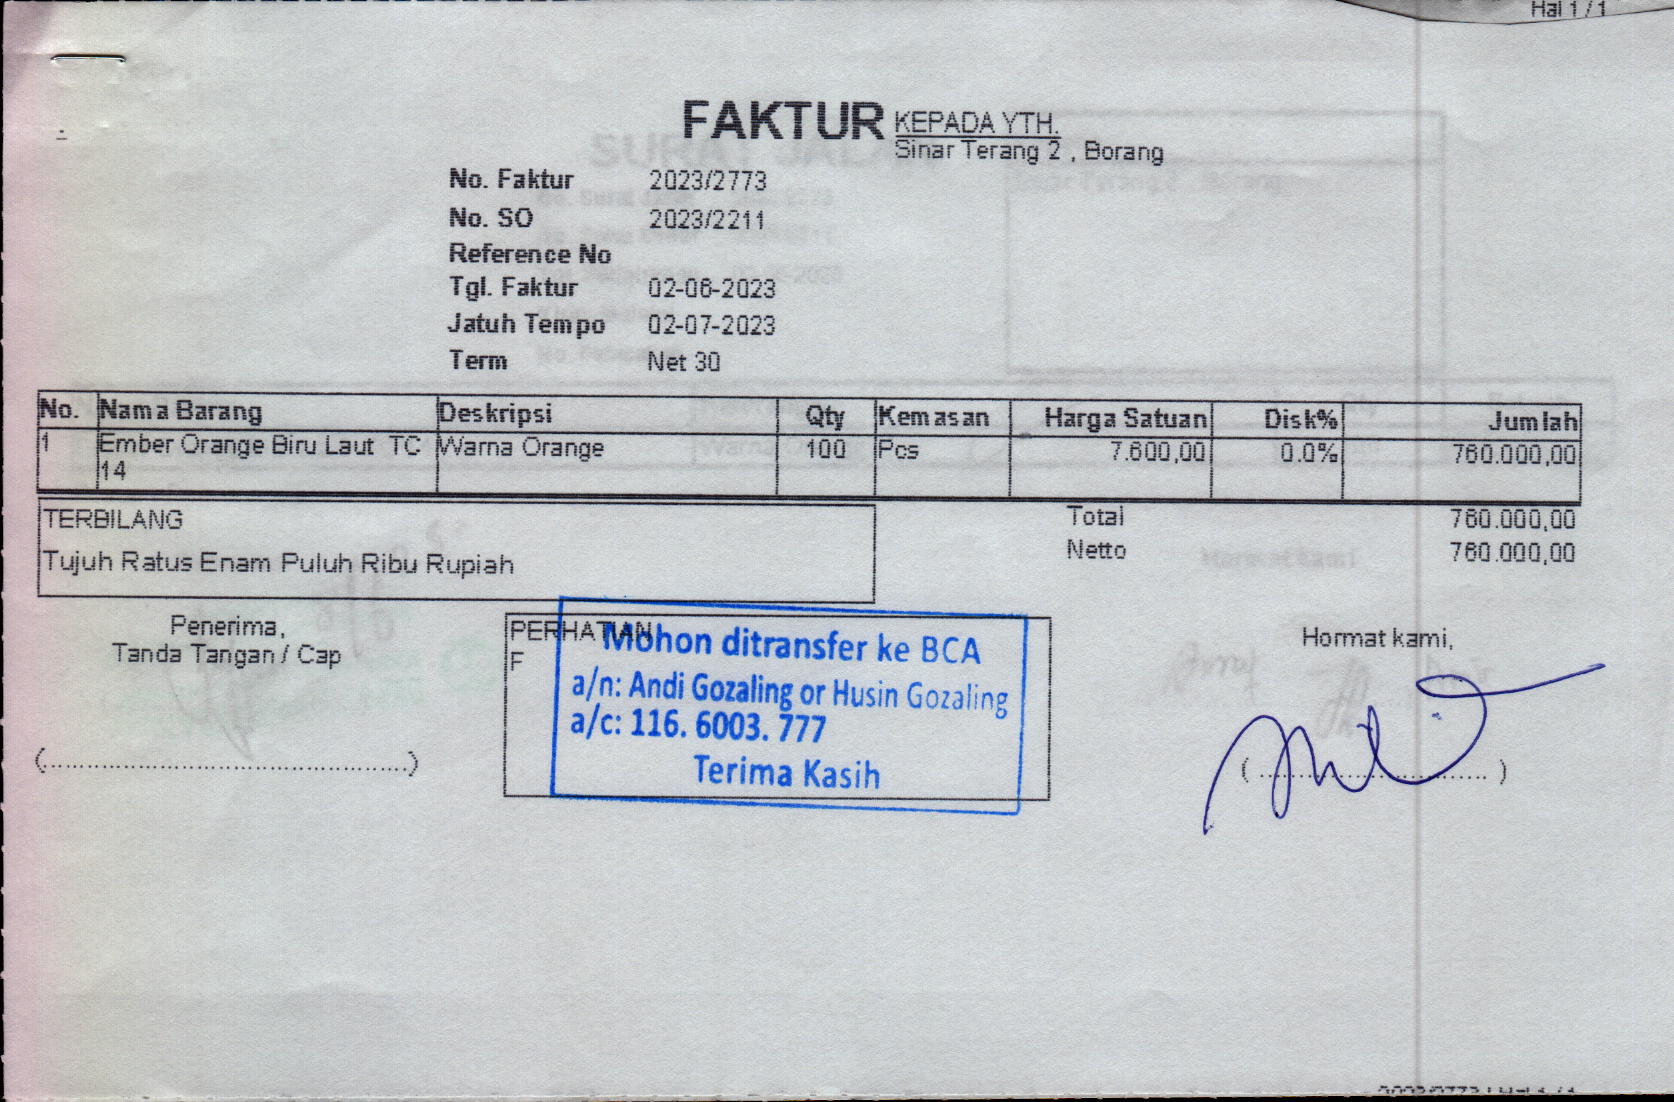 Hal 1 / 1
FAKTUR
KEPADA YTH.
Sinar Terang 2 , Borang
No. Faktur 2023/2773
No. SO 2023/2211
Reference No
Tgl. Faktur 02-06-2023
Jatuh Tempo 02-07-2023
Term Net 30
No. Nama Barang Deskripsi Qty Kemasan Harga Satuan Disk% Jumlah
1 Ember Orange Biru Laut TC 14 Warna Orange 100 Pcs 7.600,00 0.0% 760.000,00
TERBILANG
Tujuh Ratus Enam Puluh Ribu Rupiah
Total 760.000,00
Netto 760.000,00
Penerima,
Tanda Tangan / Cap
(.................................................)
PERHATIAN
F
Mohon ditransfer ke BCA
a/n: Andi Gozaling or Husin Gozaling
a/c: 116. 6003. 777
Terima Kasih
Hormat kami,
( ............................... )
2023/2773 | Hal 1 / 1